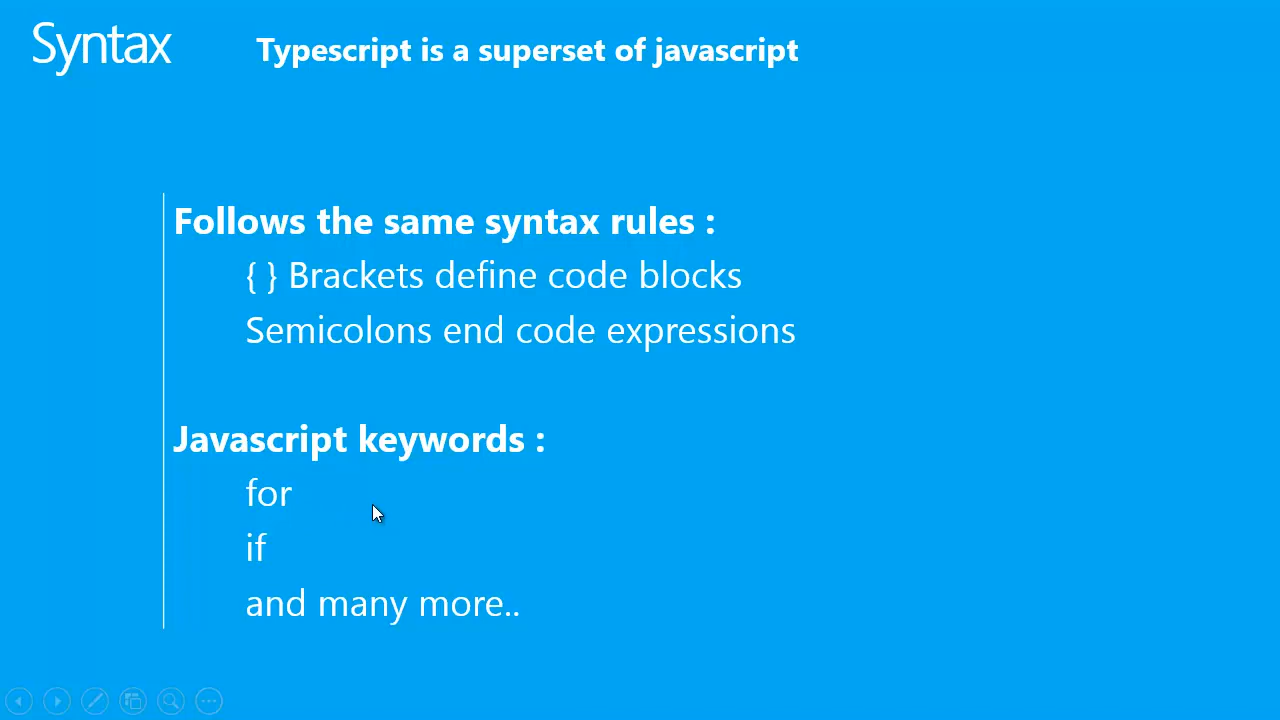 Syntax
Typescript is a superset of javascript
Follows the same syntax rules :
{ } Brackets define code blocks
Semicolons end code expressions
Javascript keywords :
for
if
and many more..